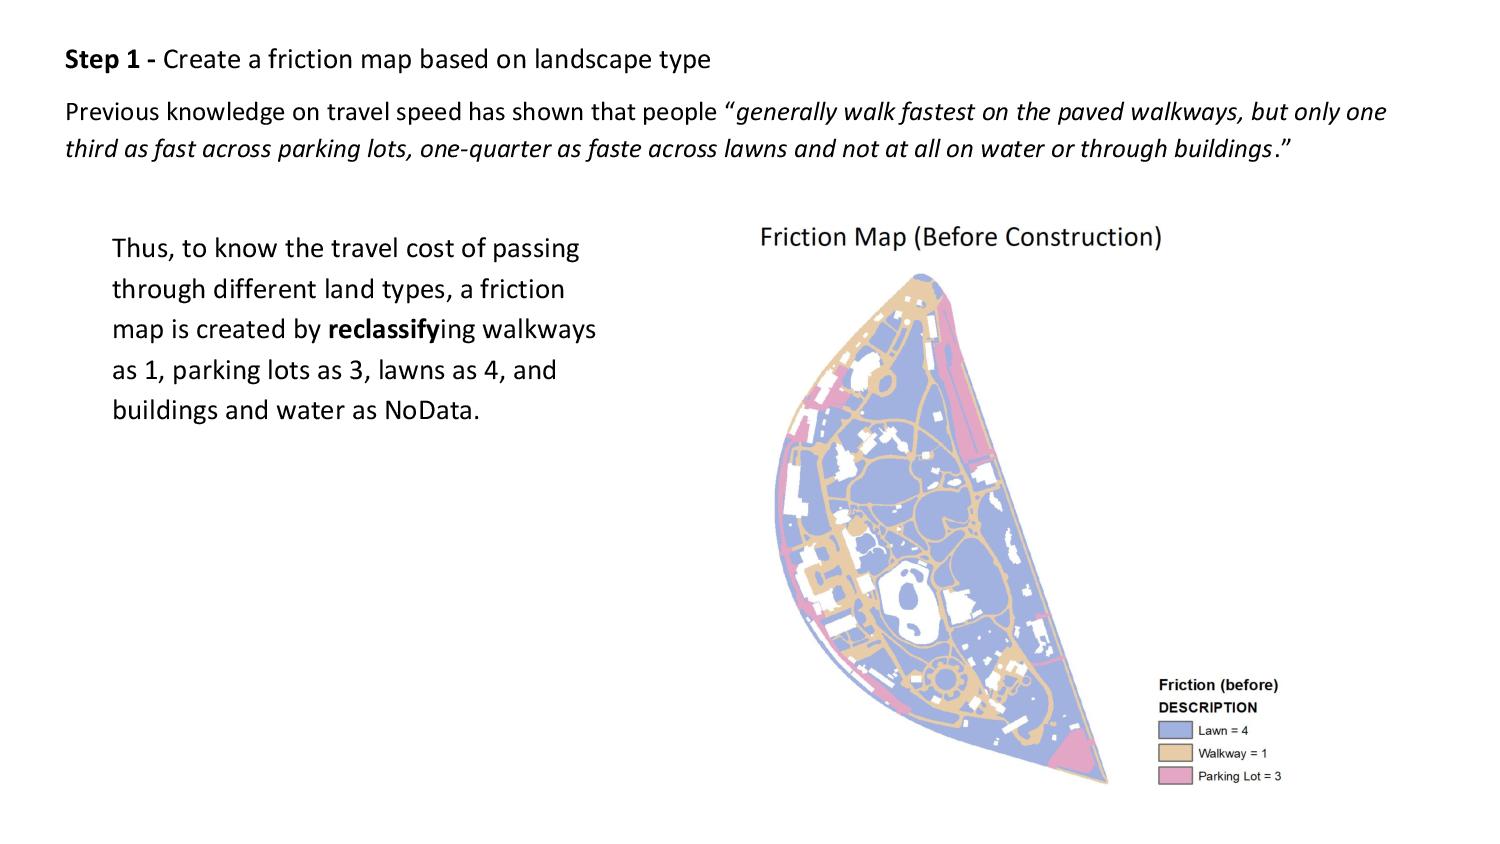 Step 1 - Create a friction map based on landscape type
Previous knowledge on travel speed has shown that people “generally walk fastest on the paved walkways, but only one
third as fast across parking lots, one-quarter as faste across lawns and not at all on water or through buildings.”
Thus, to know the travel cost of passing
through different land types, a friction
map is created by reclassifying walkways
as 1, parking lots as 3, lawns as 4, and
buildings and water as NoData.
Friction Map (Before Construction)
Friction (before)
DESCRIPTION
Lawn = 4
Walkway = 1
Parking Lot = 3